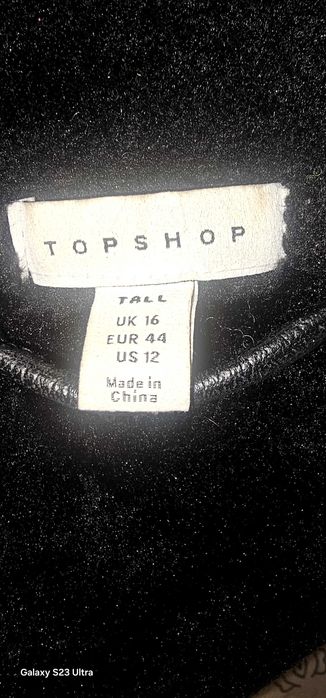 TOPSHOP
TALL
UK 16
EUR 44
US 12
Made in
China
Galaxy S23 Ultra